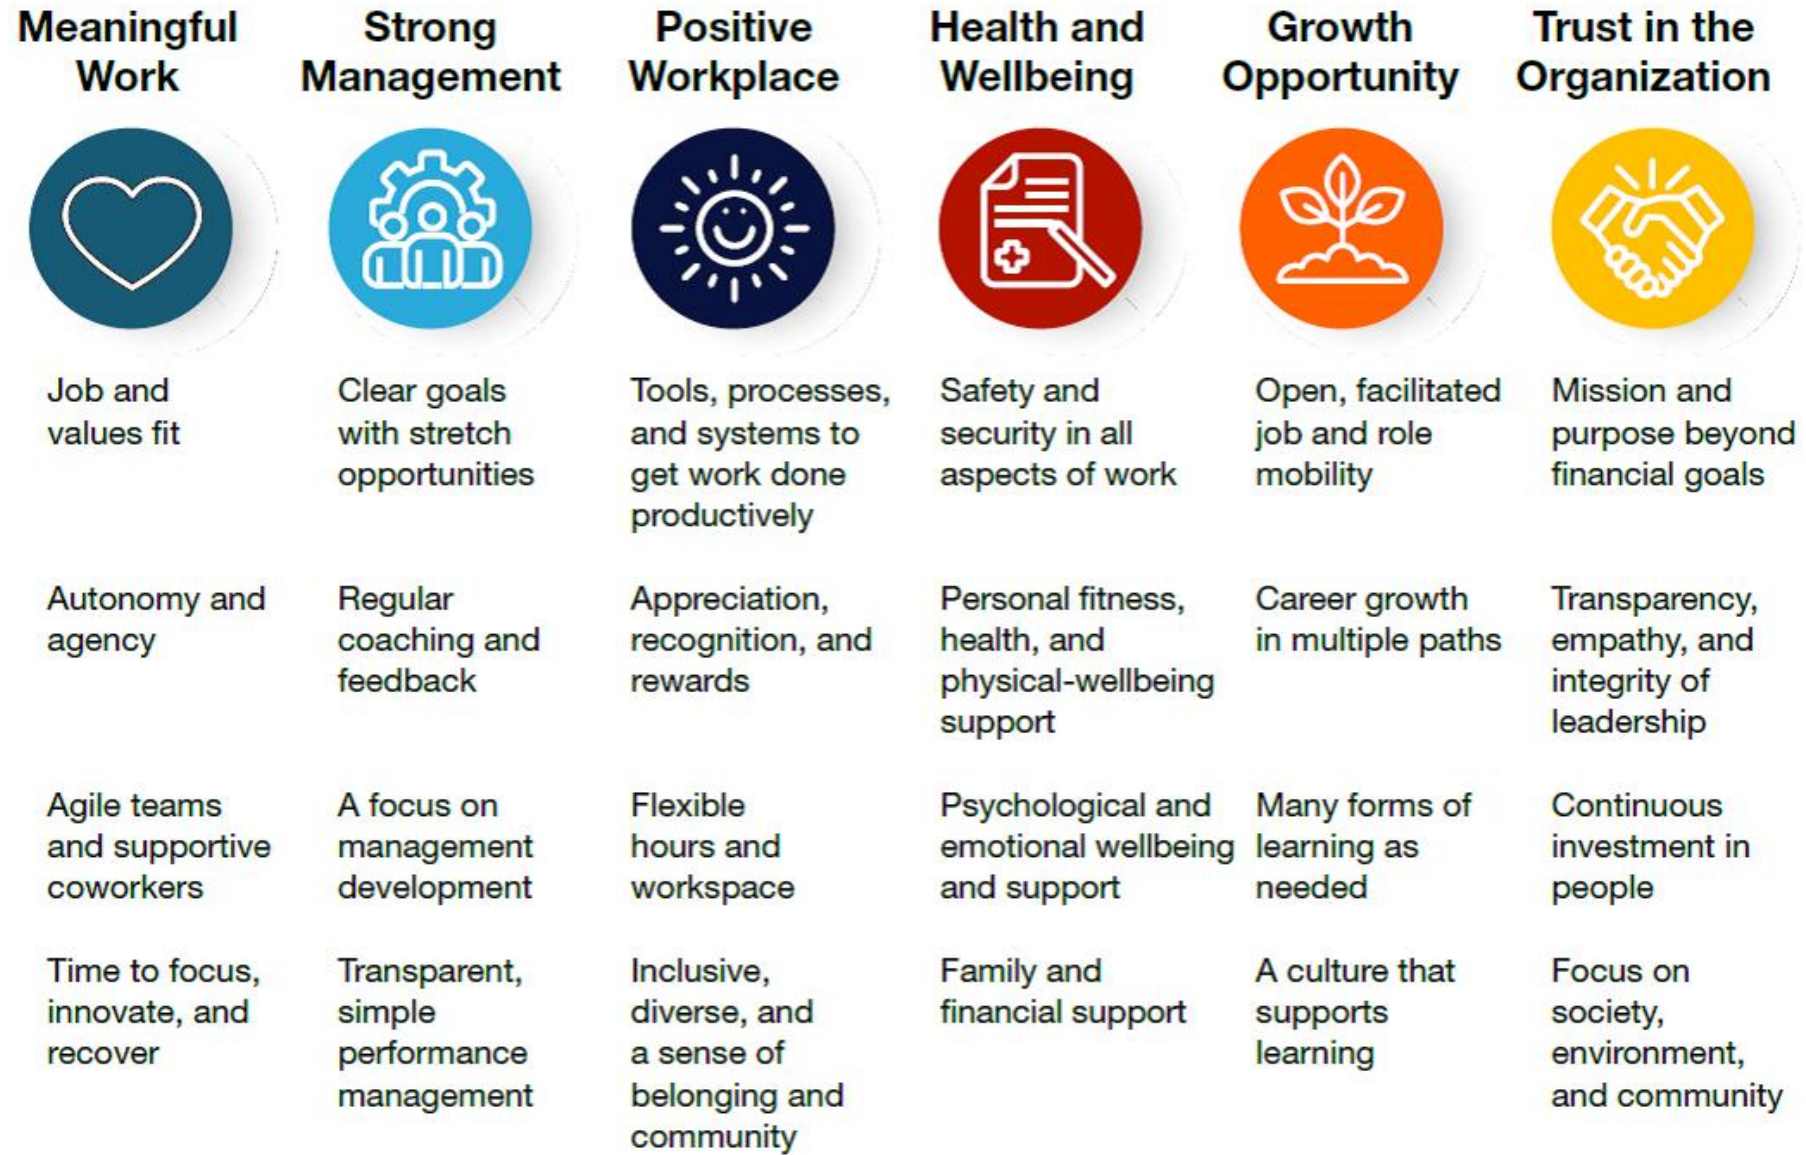 Meaningful
Work
Strong
Management
Positive
Workplace
Health and
Wellbeing
Growth
Opportunity
Trust in the
Organization
Job and
values fit
Clear goals
with stretch
opportunities
Tools, processes,
and systems to
get work done
productively
Safety and
security in all
aspects of work
Open, facilitated
job and role
mobility
Mission and
purpose beyond
financial goals
Autonomy and
agency
Regular
coaching and
feedback
Appreciation,
recognition, and
rewards
Personal fitness,
health, and
physical-wellbeing
support
Career growth
in multiple paths
Transparency,
empathy, and
integrity of
leadership
Agile teams
and supportive
coworkers
A focus on
management
development
Flexible
hours and
workspace
Psychological and
emotional wellbeing
and support
Many forms of
learning as
needed
Continuous
investment in
people
Time to focus,
innovate, and
recover
Transparent,
simple
performance
management
Inclusive,
diverse, and
a sense of
belonging and
community
Family and
financial support
A culture that
supports
learning
Focus on
society,
environment,
and community